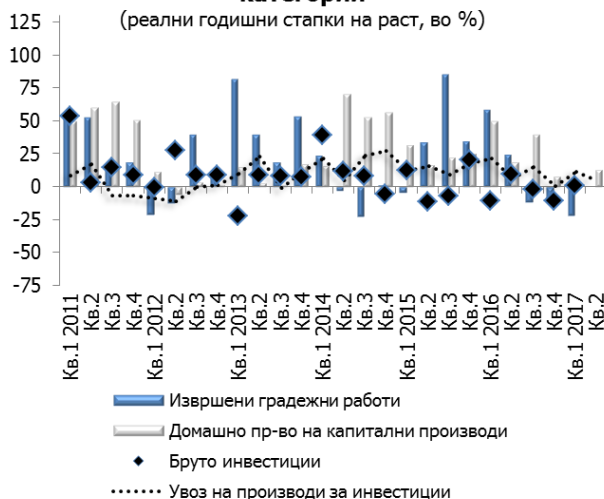 (реални годишни стапки на раст, во %)
125
100
75
50
25
0
-25
-50
-75
Кв.1 2011
Кв.2
Кв.3
Кв.4
Кв.1 2012
Кв.2
Кв.3
Кв.4
Кв.1 2013
Кв.2
Кв.3
Кв.4
Кв.1 2014
Кв.2
Кв.3
Кв.4
Кв.1 2015
Кв.2
Кв.3
Кв.4
Кв.1 2016
Кв.2
Кв.3
Кв.4
Кв.1 2017
Кв.2
Извршени градежни работи
Домашно пр-во на капитални производи
Бруто инвестиции
Увоз на производи за инвестиции